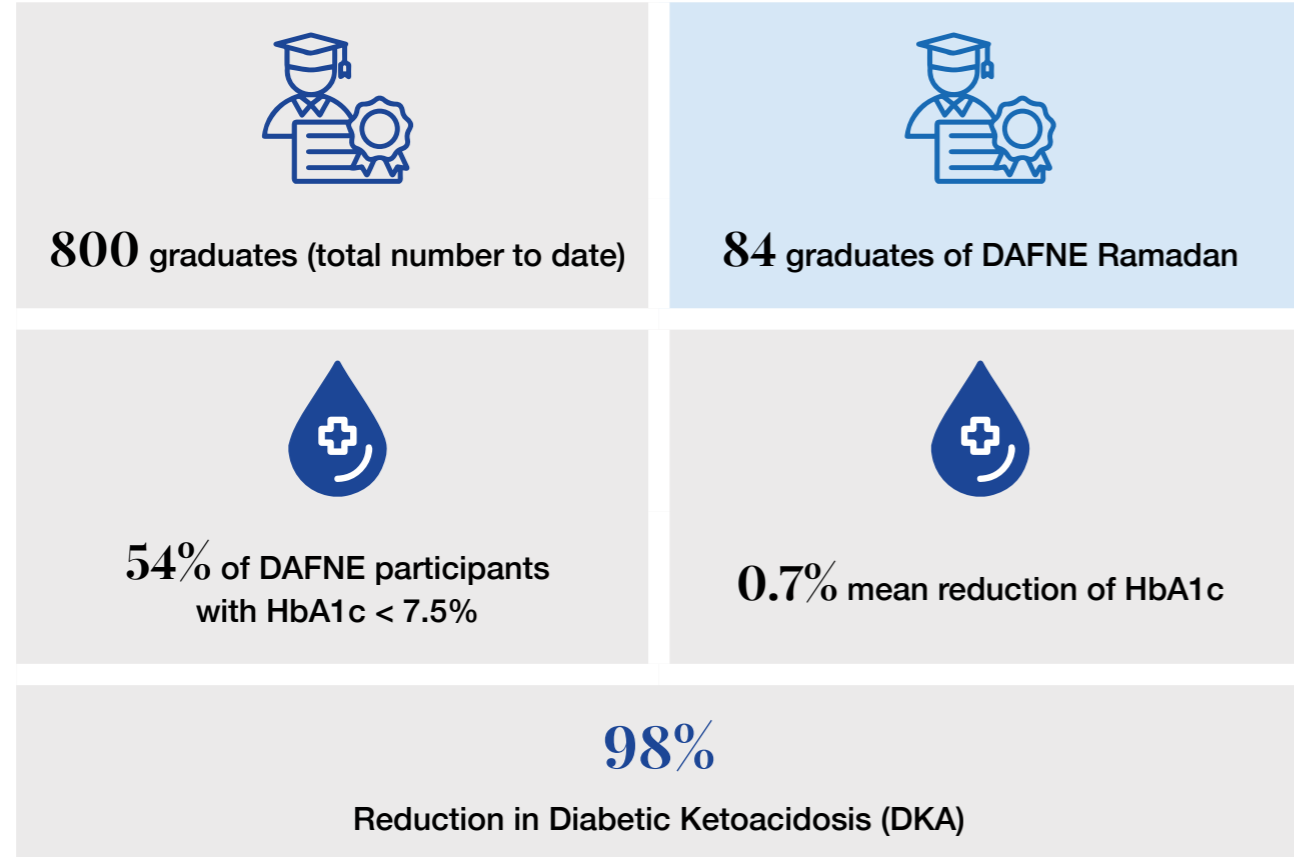 800 graduates (total number to date)
84 graduates of DAFNE Ramadan
54% of DAFNE participants
with HbA1c < 7.5%
0.7% mean reduction of HbA1c
98%
Reduction in Diabetic Ketoacidosis (DKA)